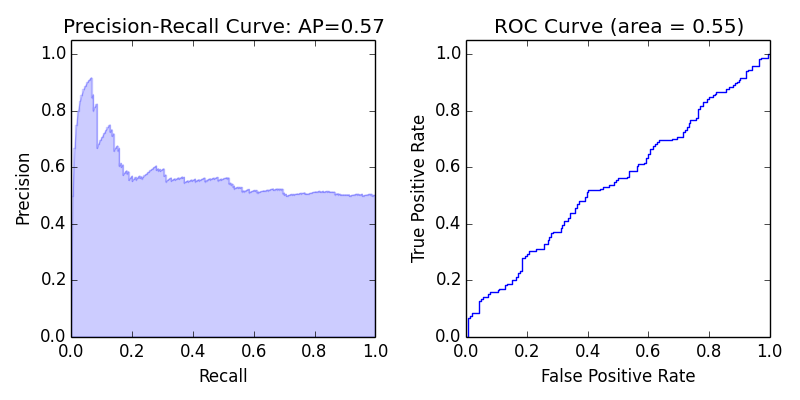 Precision-Recall Curve: AP=0.57
1.0
0.8
0.6
0.4
0.2
0.0
0.0 0.2 0.4 0.6 0.8 1.0
Precision
Recall
ROC Curve (area = 0.55)
1.0
0.8
0.6
0.4
0.2
0.0
0.0 0.2 0.4 0.6 0.8 1.0
True Positive Rate
False Positive Rate